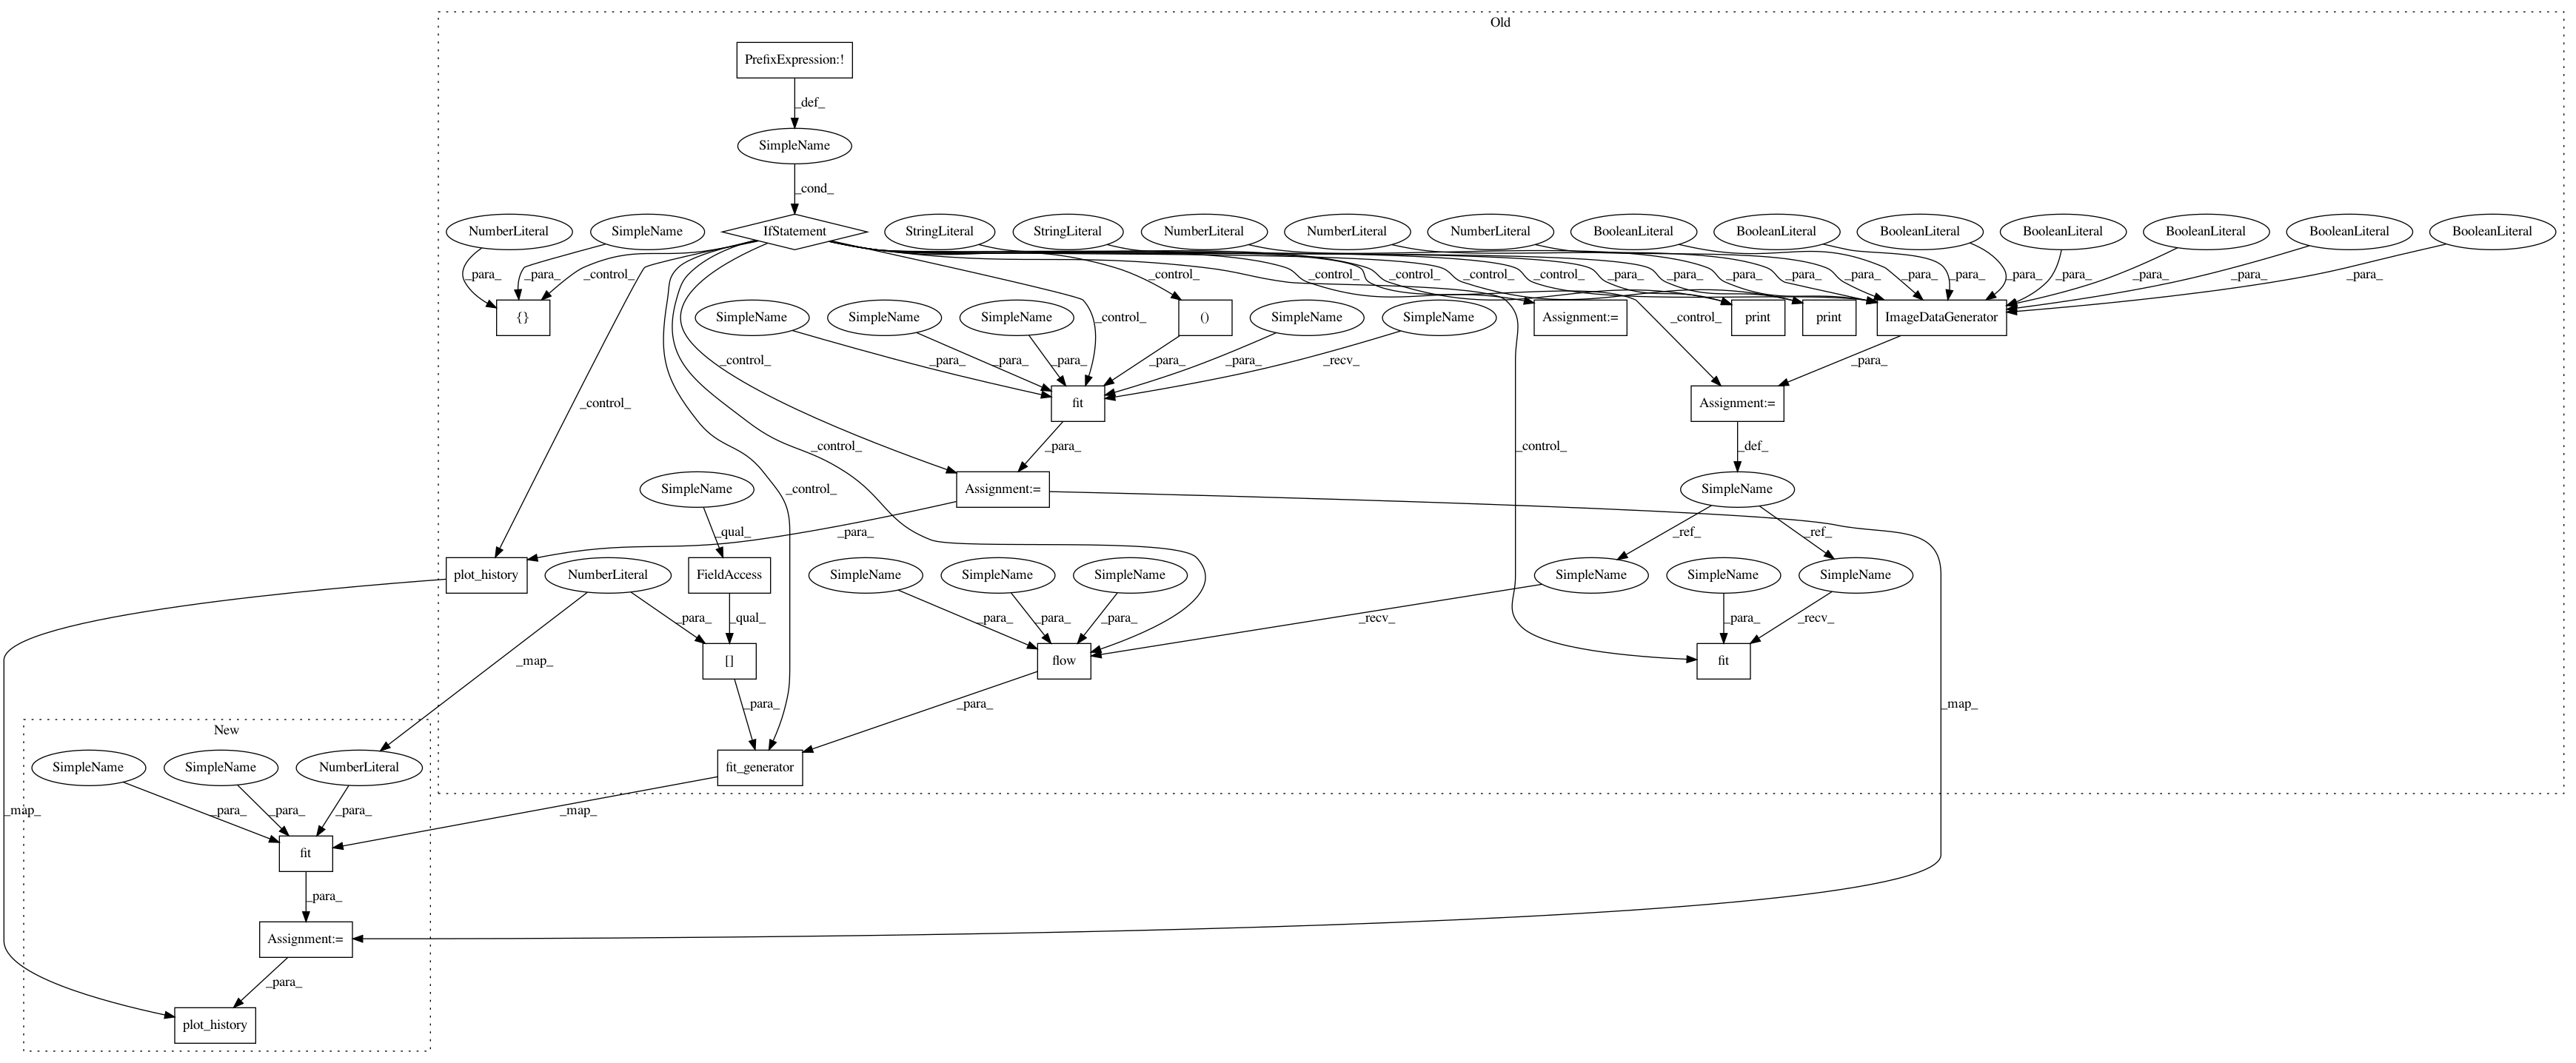 Old
PrefixExpression:!
_def_
SimpleName
_cond_
NumberLiteral SimpleName IfStatement StringLiteral StringLiteral NumberLiteral NumberLiteral NumberLiteral BooleanLiteral BooleanLiteral BooleanLiteral BooleanLiteral BooleanLiteral BooleanLiteral BooleanLiteral
_para_ _para_ _control_ _control_ _control_ _control_ _control_ _control_ _para_ _para_ _para_ _para_ _para_ _para_ _para_ _para_ _para_ _para_
{} SimpleName SimpleName SimpleName () SimpleName SimpleName Assignment:= print print ImageDataGenerator
_control_ _control_
_control_ _para_ _para_ _para_ _para_ _para_ _recv_ _para_
_control_ fit Assignment:=
_control_ _para_ _control_ _def_
SimpleName _control_ Assignment:= SimpleName
_qual_ _para_ _ref_ _ref_
plot_history NumberLiteral FieldAccess SimpleName SimpleName SimpleName SimpleName SimpleName SimpleName
_para_ _qual_ _para_ _para_ _para_ _recv_ _para_ _recv_
_map_ [] flow fit
_para_ _para_ _map_
New
SimpleName SimpleName NumberLiteral fit_generator
_map_ _para_ _para_ _para_ _map_
fit
_para_
Assignment:=
_para_
plot_history